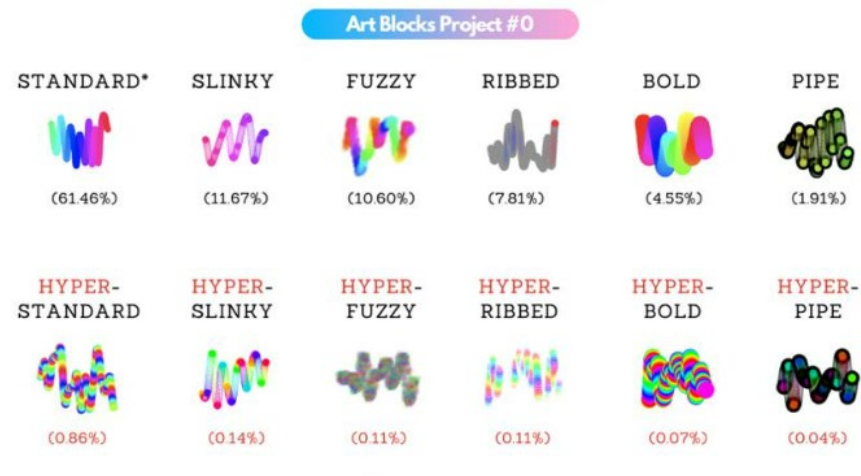 Art Blocks Project #0
STANDARD* SLINKY FUZZY RIBBED BOLD PIPE
(61.46%) (11.67%) (10.60%) (7.81%) (4.55%) (1.91%)
HYPER- HYPER- HYPER- HYPER- HYPER- HYPER-
STANDARD SLINKY FUZZY RIBBED BOLD PIPE
(0.86%) (0.14%) (0.11%) (0.11%) (0.07%) (0.04%)